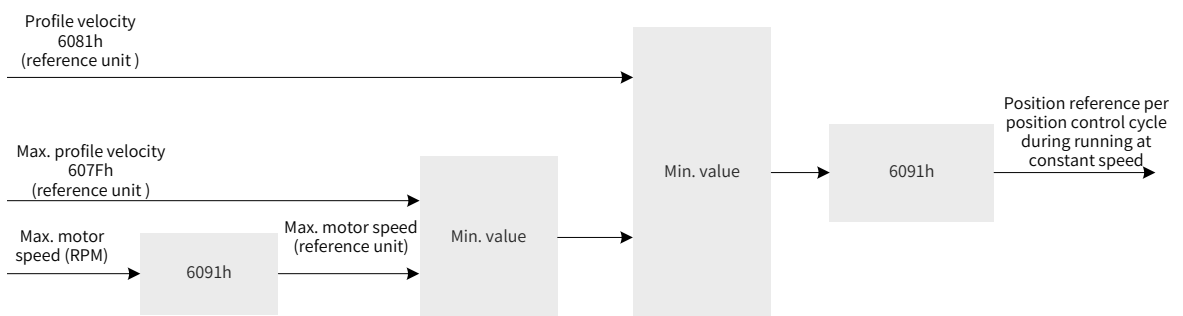 Profile velocity
6081h
(reference unit )
Max. profile velocity
607Fh
(reference unit )
Max. motor
speed (RPM)
6091h
Max. motor speed
(reference unit)
Min. value
Min. value
6091h
Position reference per
position control cycle
during running at
constant speed